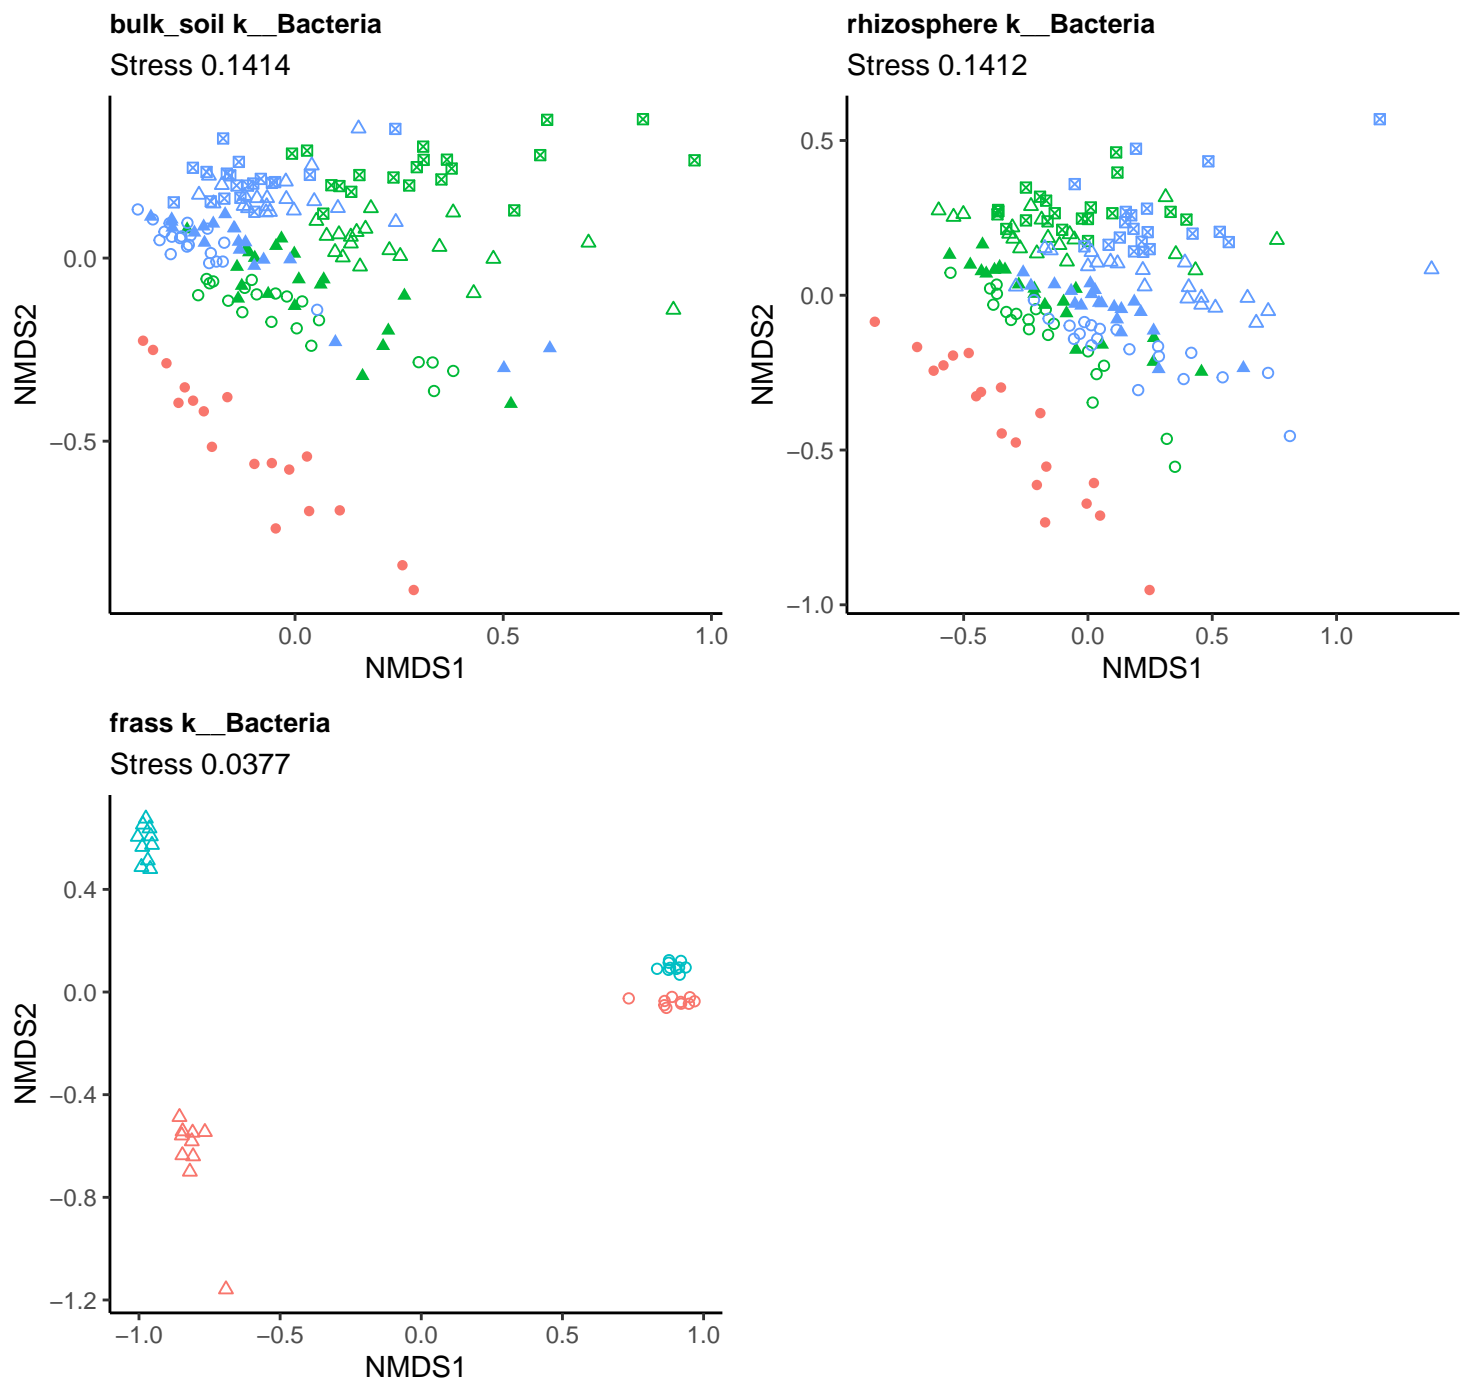 bulk_soil k__Bacteria
Stress 0.1414
0.0
−0.5
NMDS2
0.0
0.5
1.0
NMDS1
rhizosphere k__Bacteria
Stress 0.1412
0.5
0.0
−0.5
−1.0
NMDS2
−0.5
0.0
0.5
1.0
NMDS1
frass k__Bacteria
Stress 0.0377
0.4
0.0
−0.4
−0.8
−1.2
NMDS2
−1.0
−0.5
0.0
0.5
1.0
NMDS1